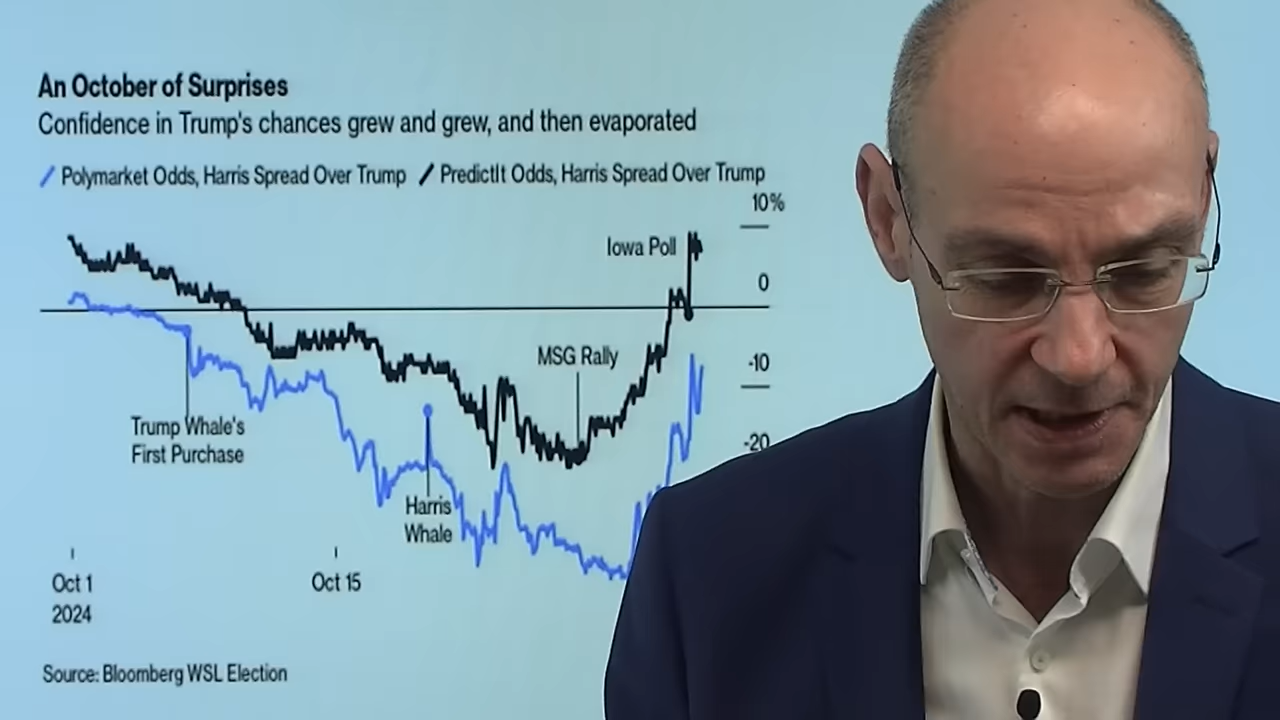 An October of Surprises
Confidence in Trump's chances grew and grew, and then evaporated
Polymarket Odds, Harris Spread Over Trump PredictIt Odds, Harris Spread Over Trump
10%
Iowa Poll
0
MSG Rally
-10
Trump Whale's
First Purchase
-20
Harris
Whale
Oct 1
2024
Oct 15
Source: Bloomberg WSL Election